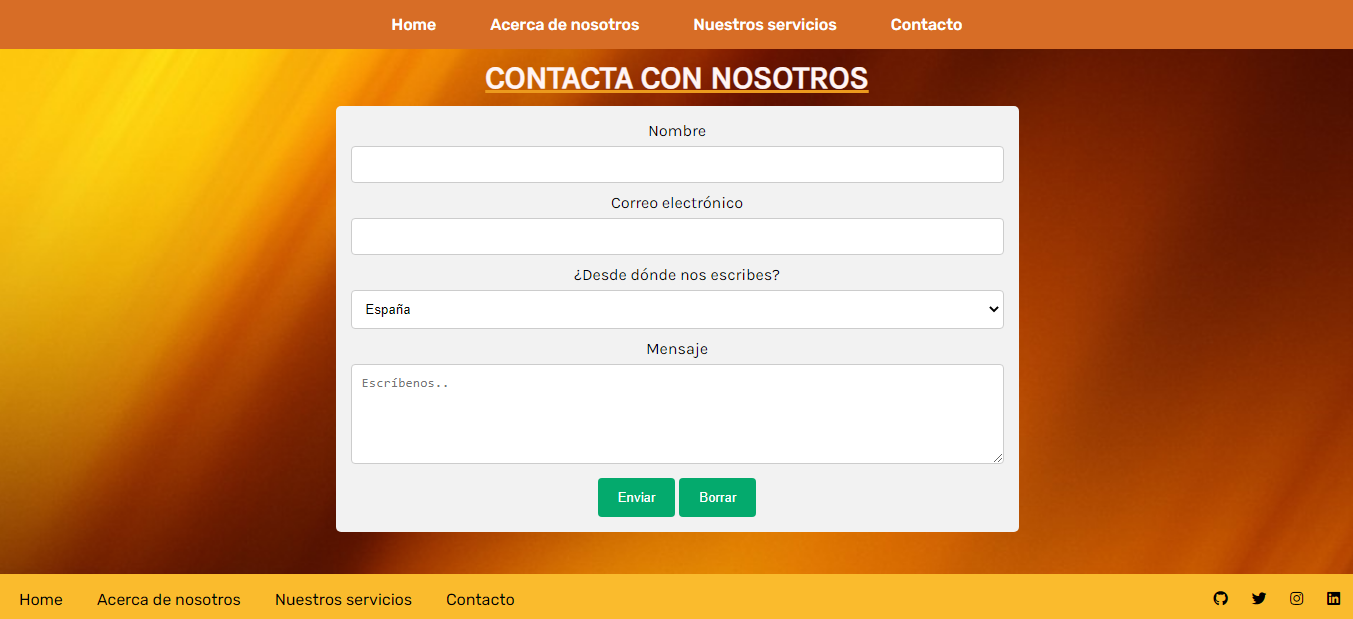 Home Acerca de nosotros Nuestros servicios Contacto
CONTACTA CON NOSOTROS
Nombre
Correo electrónico
¿Desde dónde nos escribes?
España
Mensaje
Escríbenos..
Enviar Borrar
Home Acerca de nosotros Nuestros servicios Contacto